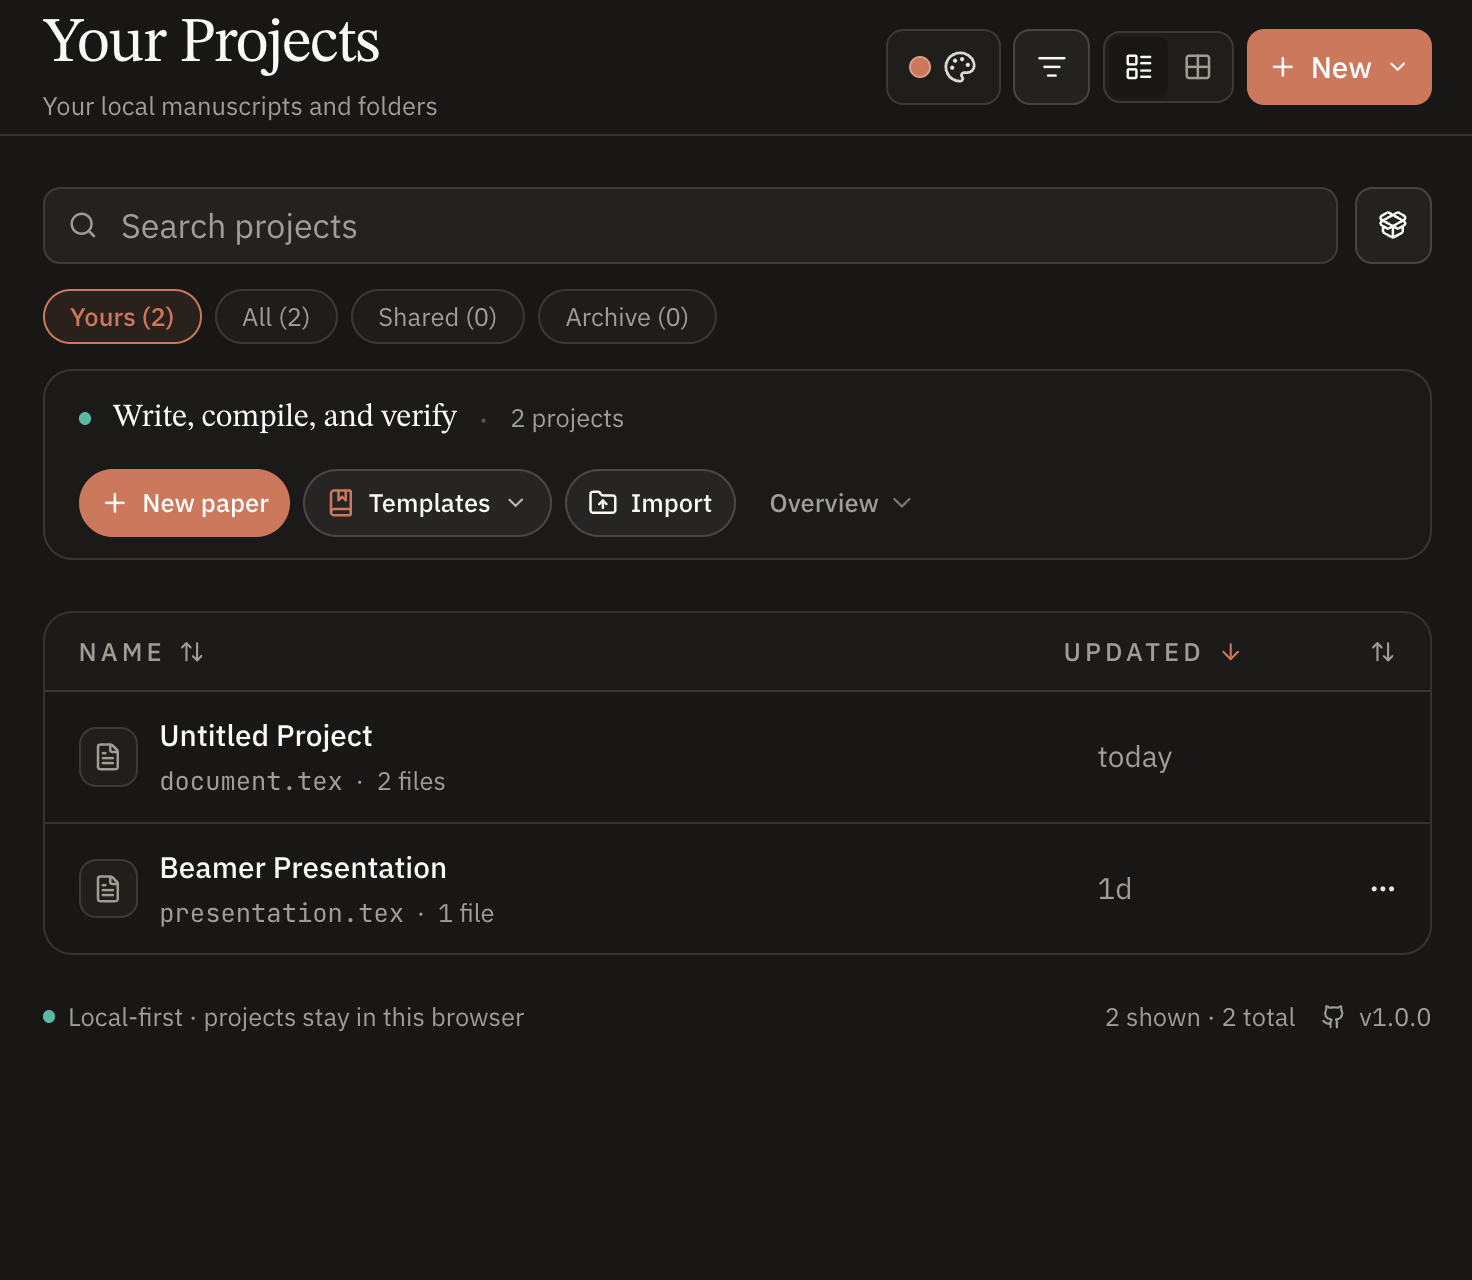 Your Projects
Your local manuscripts and folders
New
Search projects
Yours (2)
All (2)
Shared (0)
Archive (0)
Write, compile, and verify · 2 projects
New paper
Templates
Import
Overview
NAME
UPDATED
Untitled Project
document.tex · 2 files
today
Beamer Presentation
presentation.tex · 1 file
1d
Local-first · projects stay in this browser
2 shown · 2 total
v1.0.0